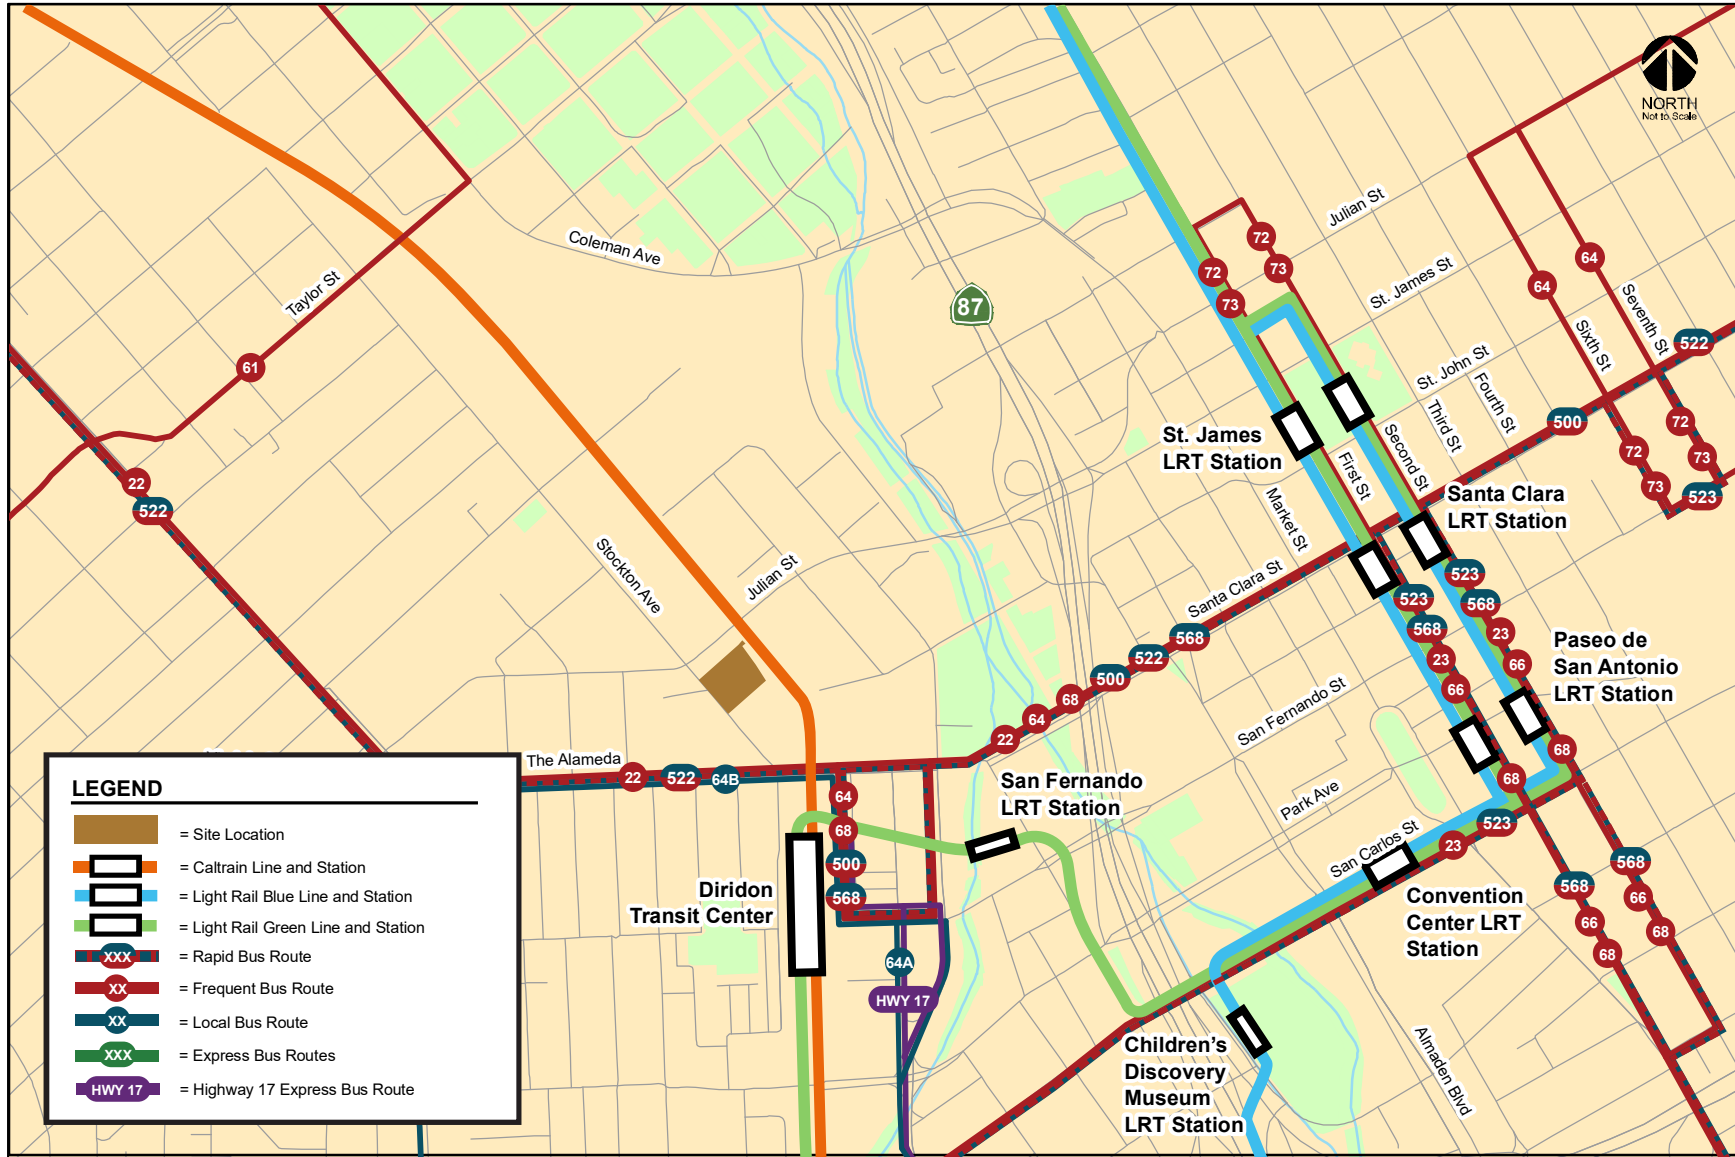 NORTH
Not to Scale
87
Coleman Ave
Taylor St
61
22
522
Stockton Ave
Julian St
Julian St
St. James St
St. John St
72
73
72
73
64
64
Sixth St
Seventh St
522
500
72
73
72
73
523
Fourth St
Third St
Second St
First St
Market St
St. James
LRT Station
Santa Clara
LRT Station
Santa Clara St
22
64
68
500
522
568
523
568
23
66
523
568
23
66
68
68
Paseo de
San Antonio
LRT Station
San Fernando St
Park Ave
San Carlos St
23
523
The Alameda
22
522
64B
64
68
500
568
64A
HWY 17
San Fernando
LRT Station
Diridon
Transit Center
Convention
Center LRT
Station
Children's
Discovery
Museum
LRT Station
Almaden Blvd
568
66
68
568
66
68
LEGEND
= Site Location
= Caltrain Line and Station
= Light Rail Blue Line and Station
= Light Rail Green Line and Station
XXX = Rapid Bus Route
XX = Frequent Bus Route
XX = Local Bus Route
XXX = Express Bus Routes
HWY 17 = Highway 17 Express Bus Route